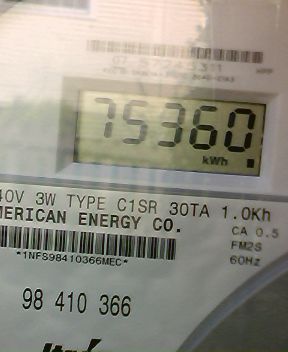 75360
kWh
40V 3W TYPE C1SR 30TA 1.0Kh
MERICAN ENERGY CO.
CA 0.5
*1NFS98410366MEC*
FM2S
60Hz
98 410 366